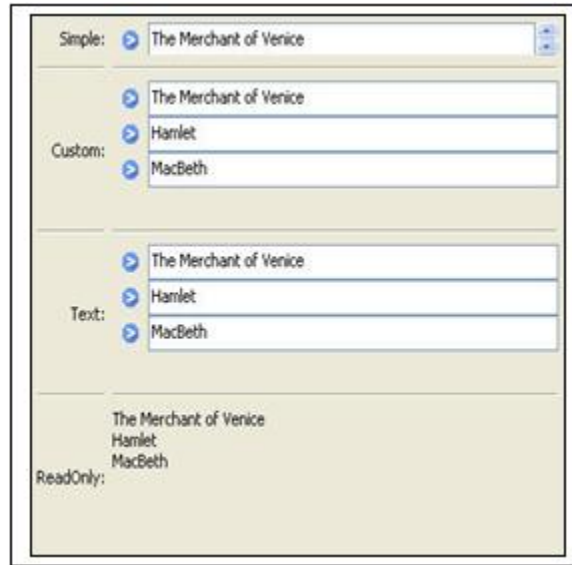 Simple: The Merchant of Venice
The Merchant of Venice
Hamlet
Custom:
MacBeth
The Merchant of Venice
Hamlet
Text:
MacBeth
The Merchant of Venice
Hamlet
MacBeth
ReadOnly: